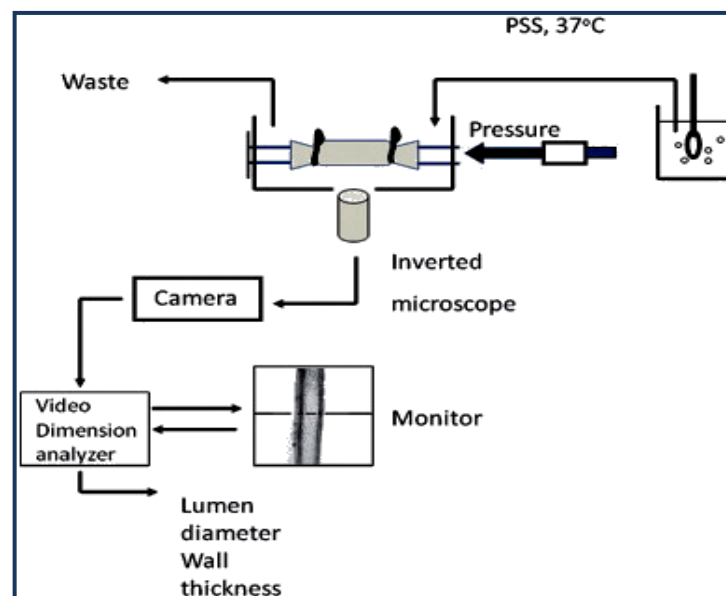 PSS, 37°C
Waste
Pressure
Inverted
microscope
Camera
Video
Dimension
analyzer
Monitor
Lumen
diameter
Wall
thickness